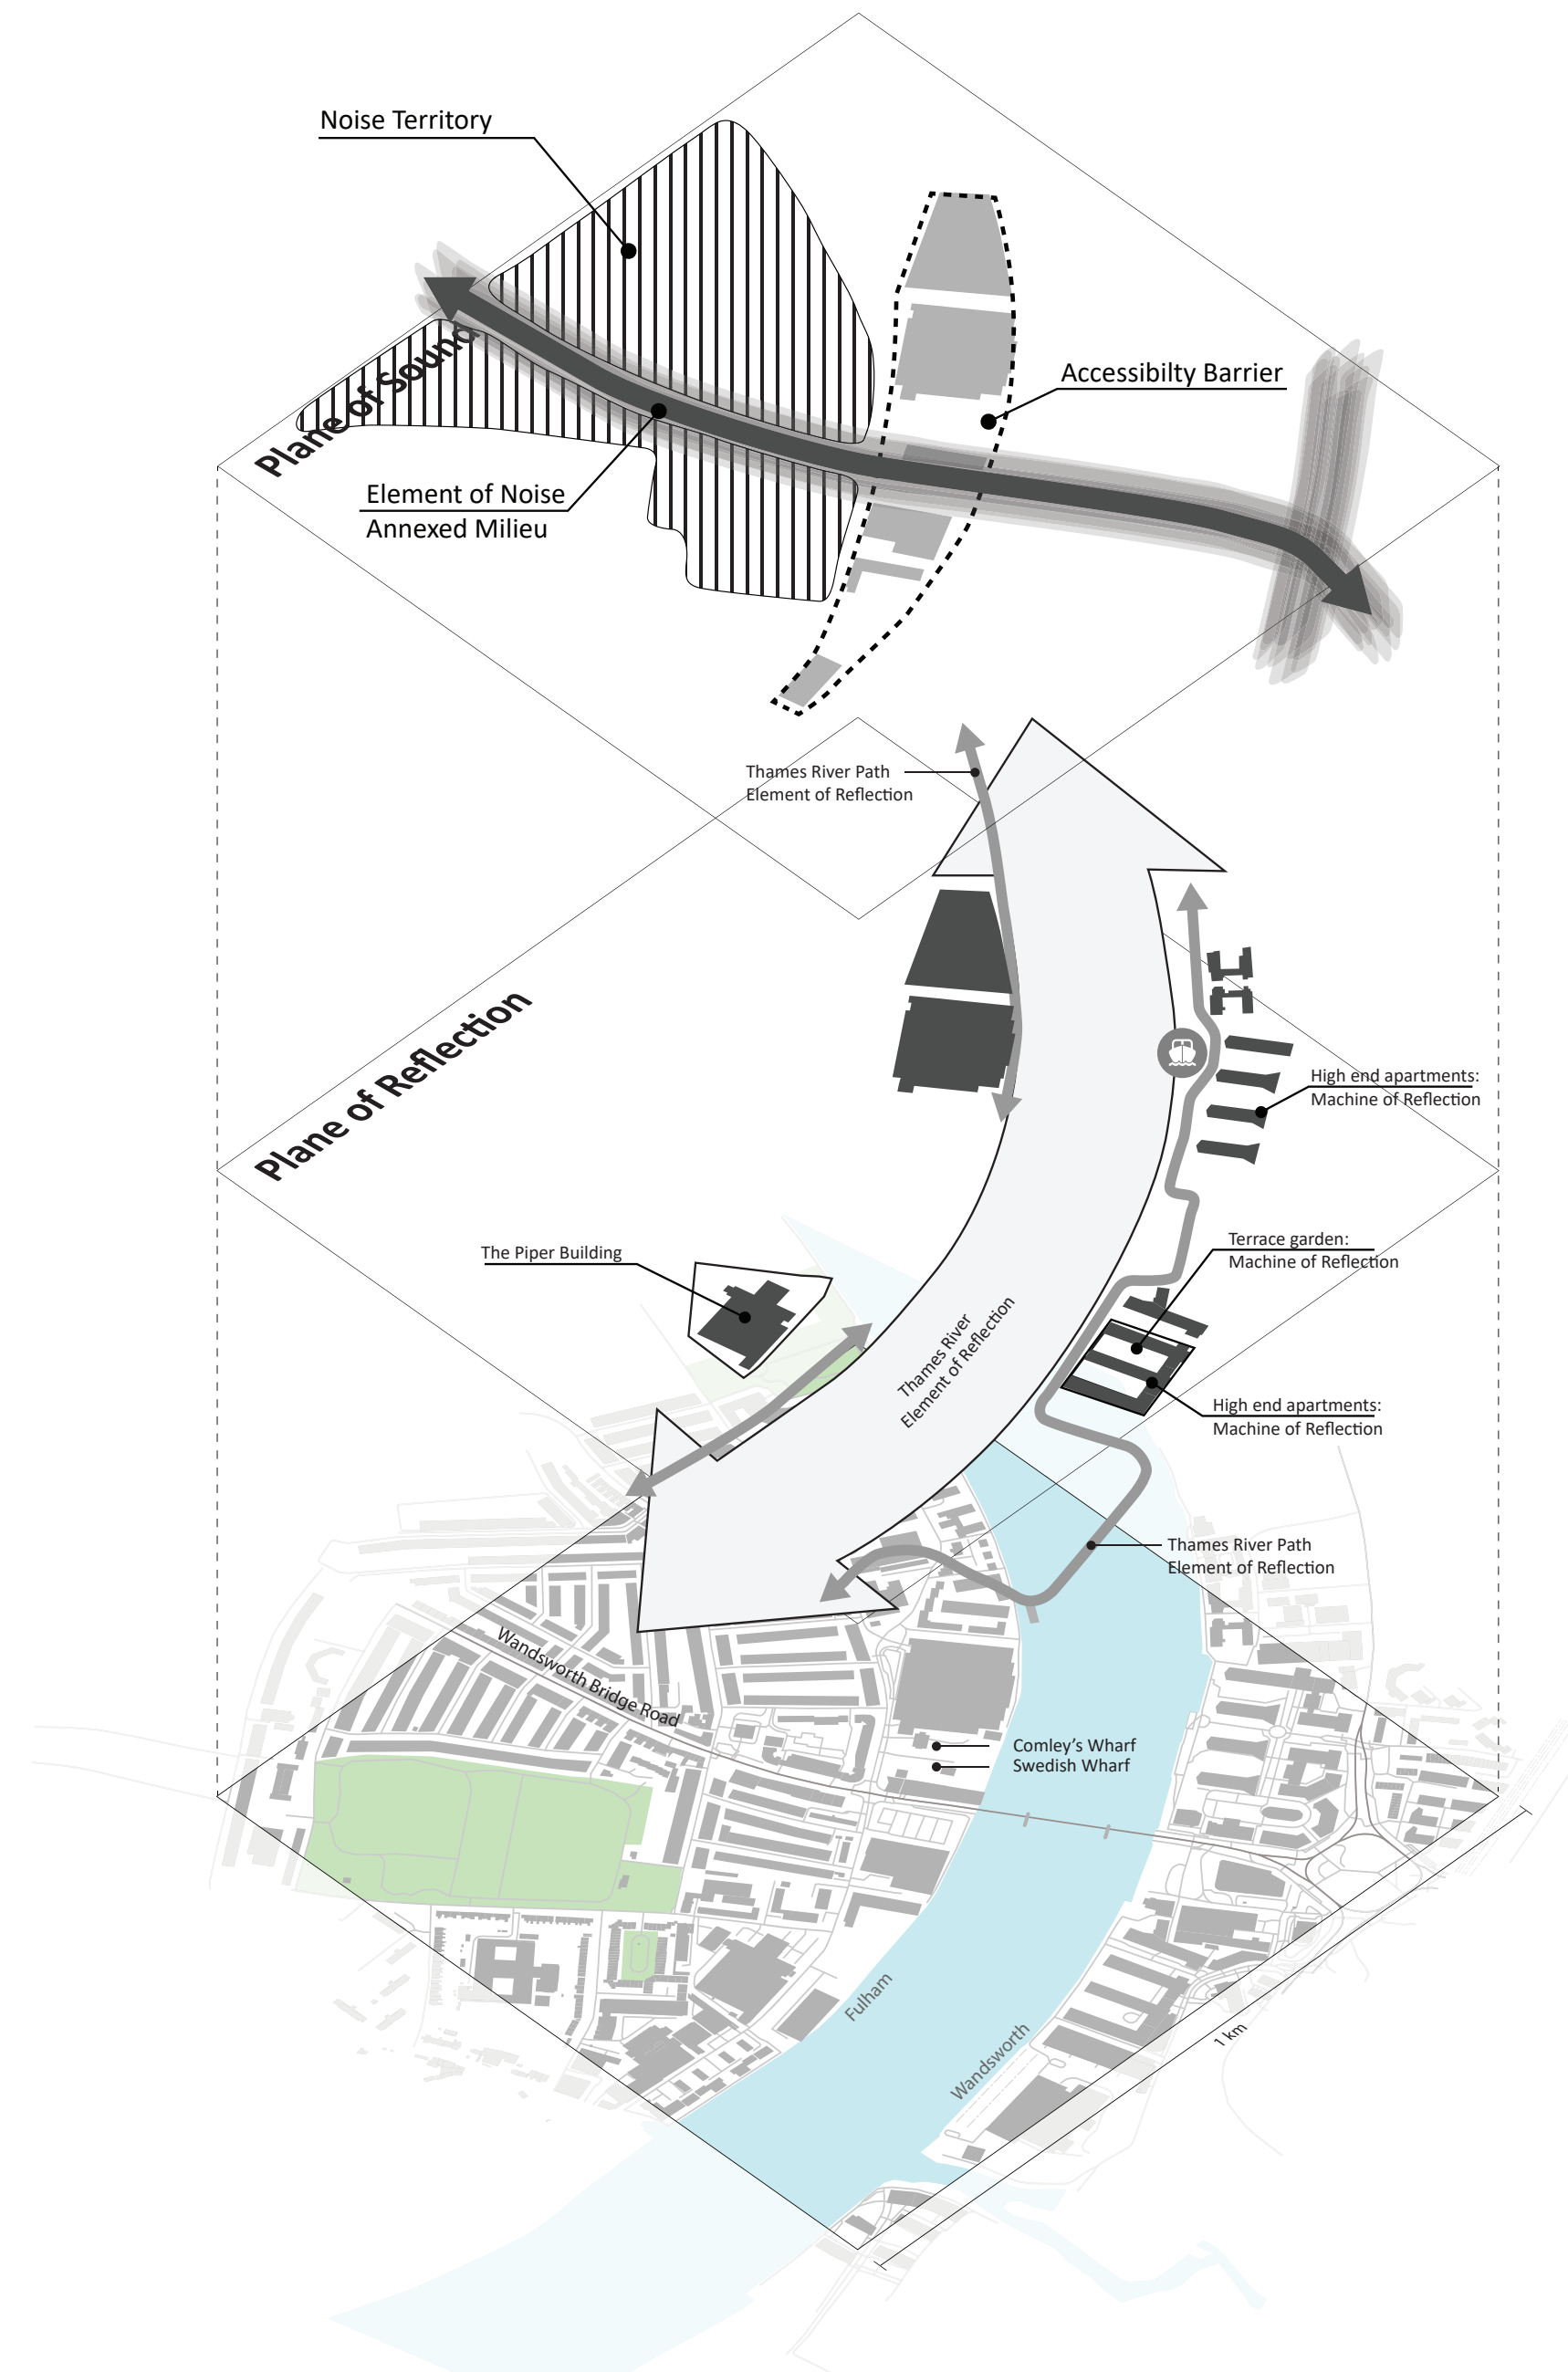 Noise Territory
Plane of Sound
Accessibilty Barrier
Element of Noise
Annexed Milieu
Thames River Path
Element of Reflection
Plane of Reflection
High end apartments:
Machine of Reflection
The Piper Building
Terrace garden:
Machine of Reflection
Thames River
Element of Reflection
High end apartments:
Machine of Reflection
Thames River Path
Element of Reflection
Wandsworth Bridge Road
Comley's Wharf
Swedish Wharf
Fulham
Wandsworth
1 km